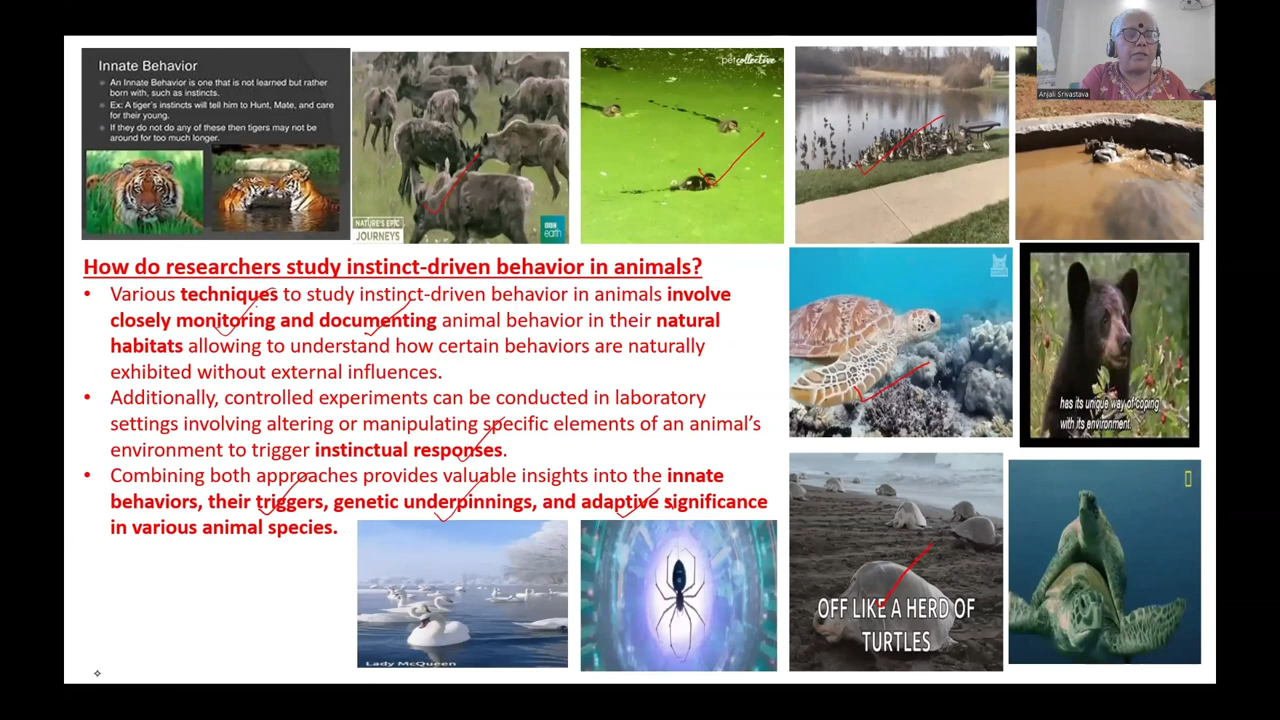 Innate Behavior
An Innate Behavior is one that is not learned but rather
born with, such as instincts.
Ex: A tiger's instincts will tell him to Hunt, Mate, and care
for their young.
If they do not do any of these then tigers may not be
around for too much longer.
NATURE'S EPIC
JOURNEYS
BBC
earth
petcollective
Anjali Srivastava
How do researchers study instinct-driven behavior in animals?
• Various techniques to study instinct-driven behavior in animals involve
closely monitoring and documenting animal behavior in their natural
habitats allowing to understand how certain behaviors are naturally
exhibited without external influences.
• Additionally, controlled experiments can be conducted in laboratory
settings involving altering or manipulating specific elements of an animal's
environment to trigger instinctual responses.
• Combining both approaches provides valuable insights into the innate
behaviors, their triggers, genetic underpinnings, and adaptive significance
in various animal species.
has its unique way of coping
with its environment.
Lady McQueen
OFF LIKE A HERD OF
TURTLES